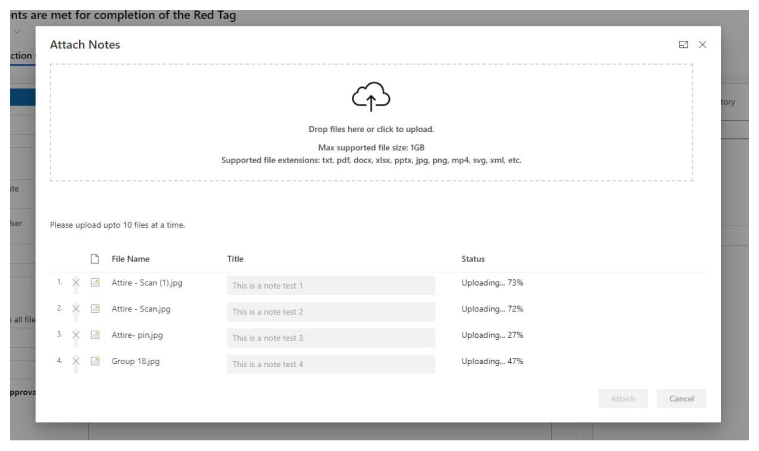 nts are met for completion of the Red Tag
ction
Attach Notes
tory
Drop files here or click to upload.
Max supported file size: 1GB
Supported file extensions: txt, pdf, docx, xlsx, pptx, jpg, png, mp4, svg, xml, etc.
ate
User
Please upload upto 10 files at a time.
File Name Title Status
1. Attire - Scan (1).jpg This is a note test 1 Uploading... 73%
2. Attire - Scan.jpg This is a note test 2 Uploading... 72%
e all file
3. Attire- pin.jpg This is a note test 3 Uploading... 27%
4. Group 18.jpg This is a note test 4 Uploading... 47%
pprova
Attach Cancel